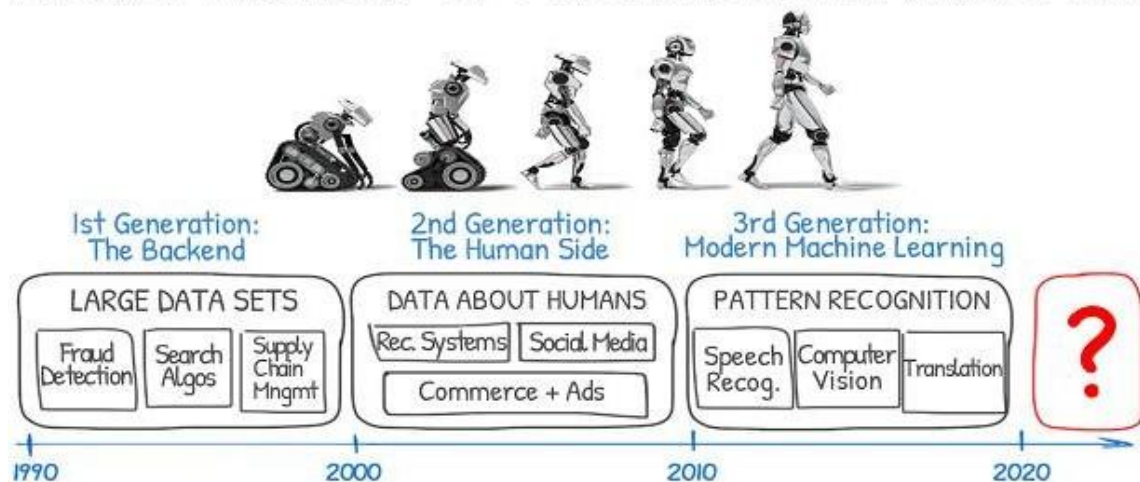 1st Generation:
The Backend
2nd Generation:
The Human Side
3rd Generation:
Modern Machine Learning
LARGE DATA SETS
Fraud
Detection
Search
Algos
Supply
Chain
Mngmt
DATA ABOUT HUMANS
Rec. Systems
Social Media
Commerce + Ads
PATTERN RECOGNITION
Speech
Recog.
Computer
Vision
Translation
?
1990
2000
2010
2020